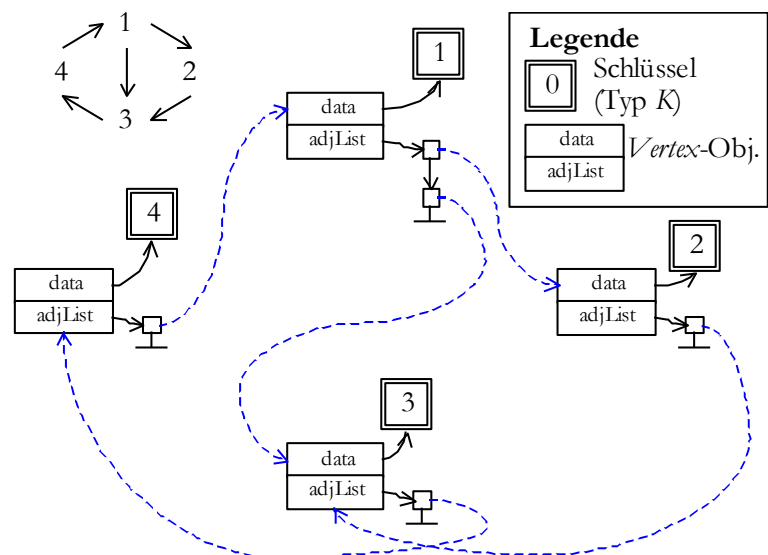 1
4
2
3
1
data
adjList
4
data
adjList
2
data
adjList
3
data
adjList
Legende
0
Schlüssel
(Typ K)
data
adjList
Vertex-Obj.